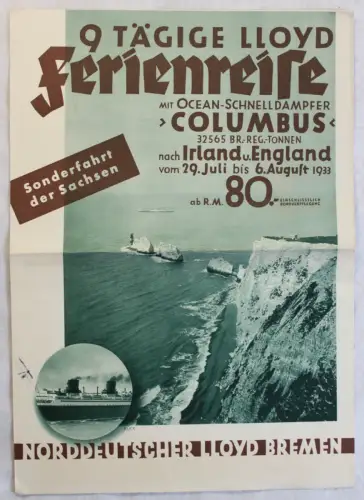 9 TÄGIGE LLOYD
Ferienreise
MIT OCEAN-SCHNELLDAMPFER
› COLUMBUS ‹
32565 BR.-REG.-TONNEN
nach Irland u. England
vom 29. Juli bis 6. August 1933
ab R.M. 80.-
EINSCHLIESSLICH
Sonderfahrt
der Sachsen
NORDDEUTSCHER LLOYD BREMEN